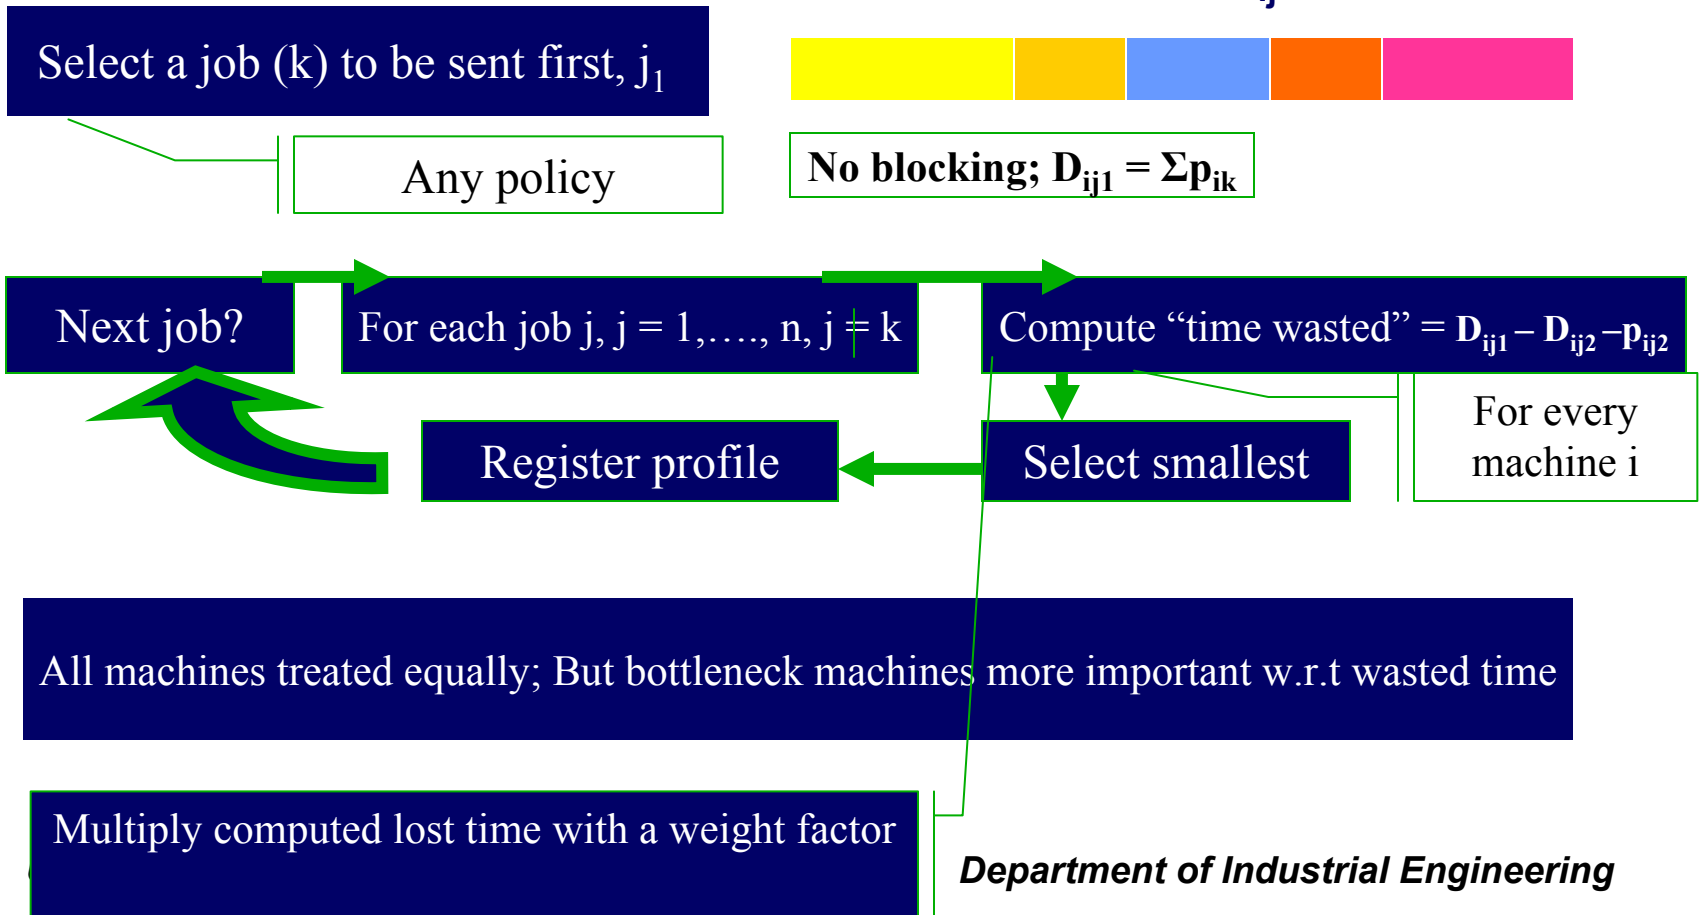 ij
Select a job (k) to be sent first, j1
Any policy
No blocking; Dij1 = Σpik
Next job?
For each job j, j = 1,…., n, j ≠ k
Compute “time wasted” = Dij1 – Dij2 –pij2
For every
machine i
Select smallest
Register profile
All machines treated equally; But bottleneck machines more important w.r.t wasted time
Multiply computed lost time with a weight factor
Department of Industrial Engineering